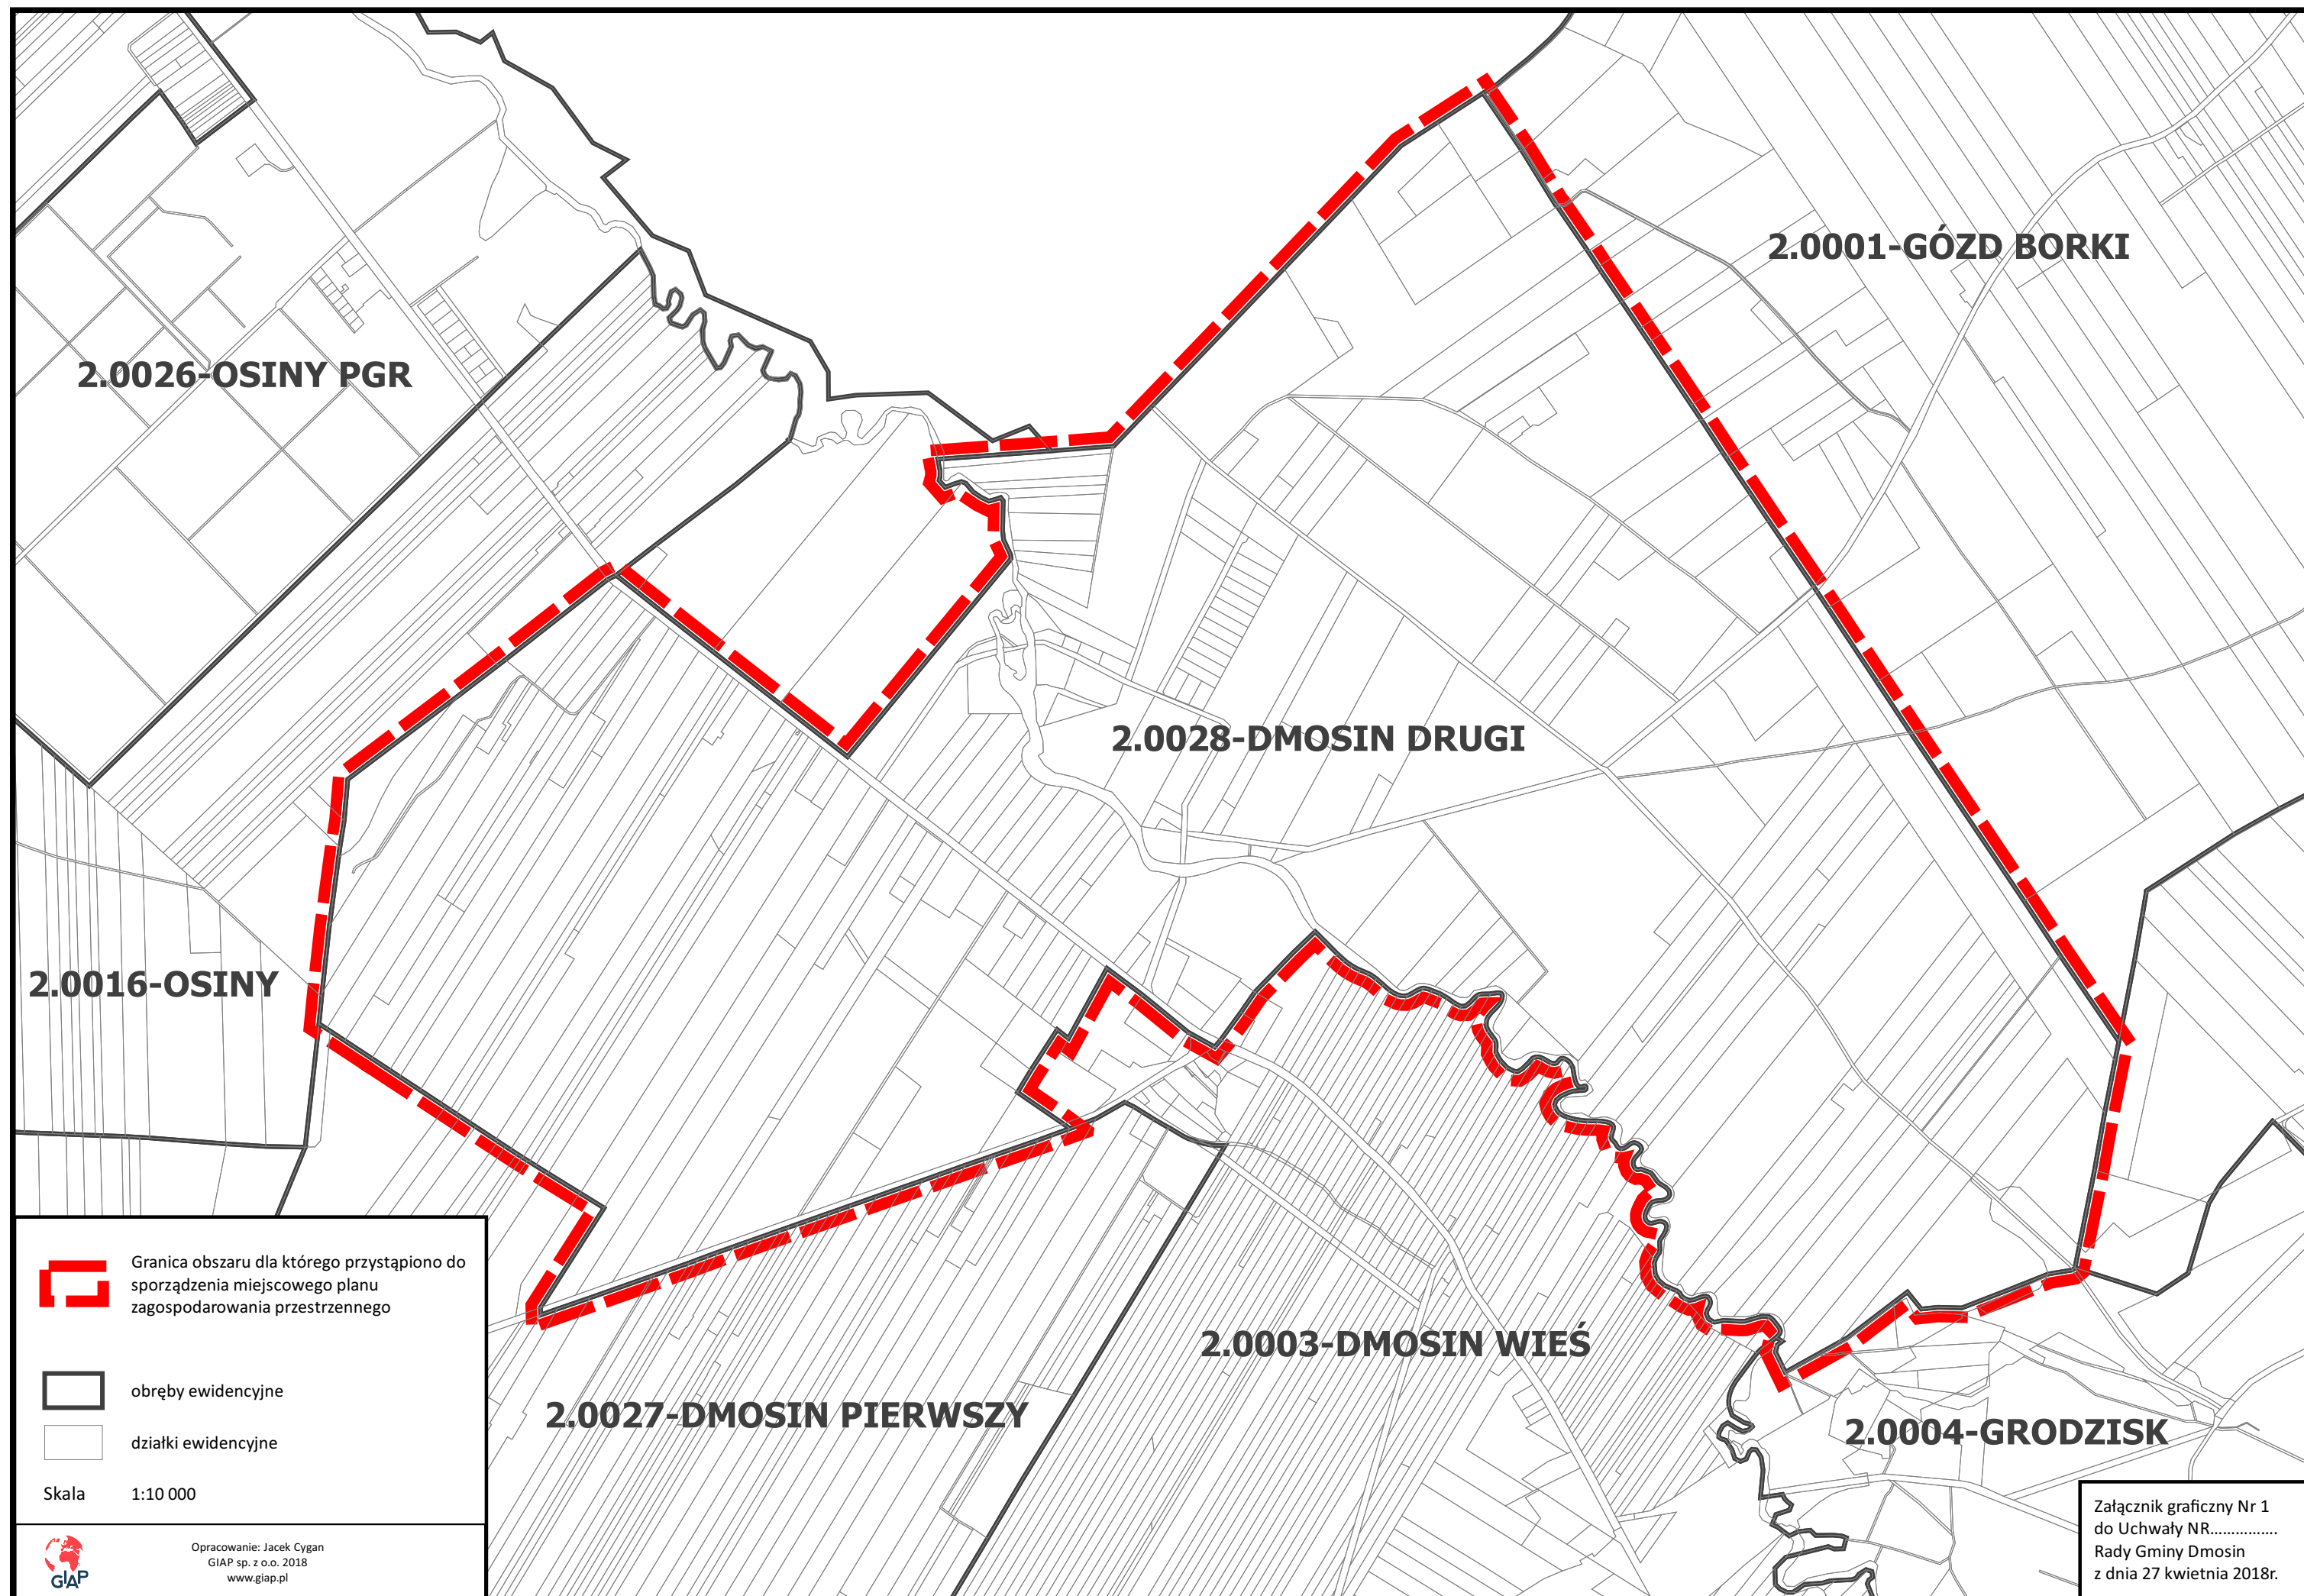 2.0001-GÓZD BORKI
2.0026-OSINY PGR
2.0028-DMOSIN DRUGI
2.0016-OSINY
2.0003-DMOSIN WIEŚ
2.0027-DMOSIN PIERWSZY
2.0004-GRODZISK
Granica obszaru dla którego przystąpiono do
sporządzenia miejscowego planu
zagospodarowania przestrzennego
obręby ewidencyjne
działki ewidencyjne
Skala 1:10 000
GIAP
Opracowanie: Jacek Cygan
GIAP sp. z o.o. 2018
www.giap.pl
Załącznik graficzny Nr 1
do Uchwały NR...............
Rady Gminy Dmosin
z dnia 27 kwietnia 2018r.